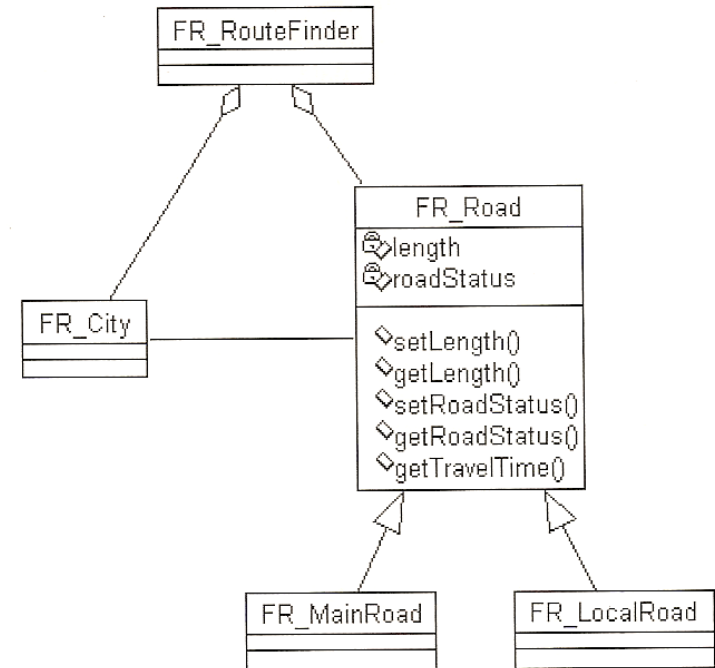 FR_RouteFinder
FR_Road
length
roadStatus
FR_City
setLength()
getLength()
setRoadStatus()
getRoadStatus()
getTravelTime()
FR_MainRoad
FR_LocalRoad